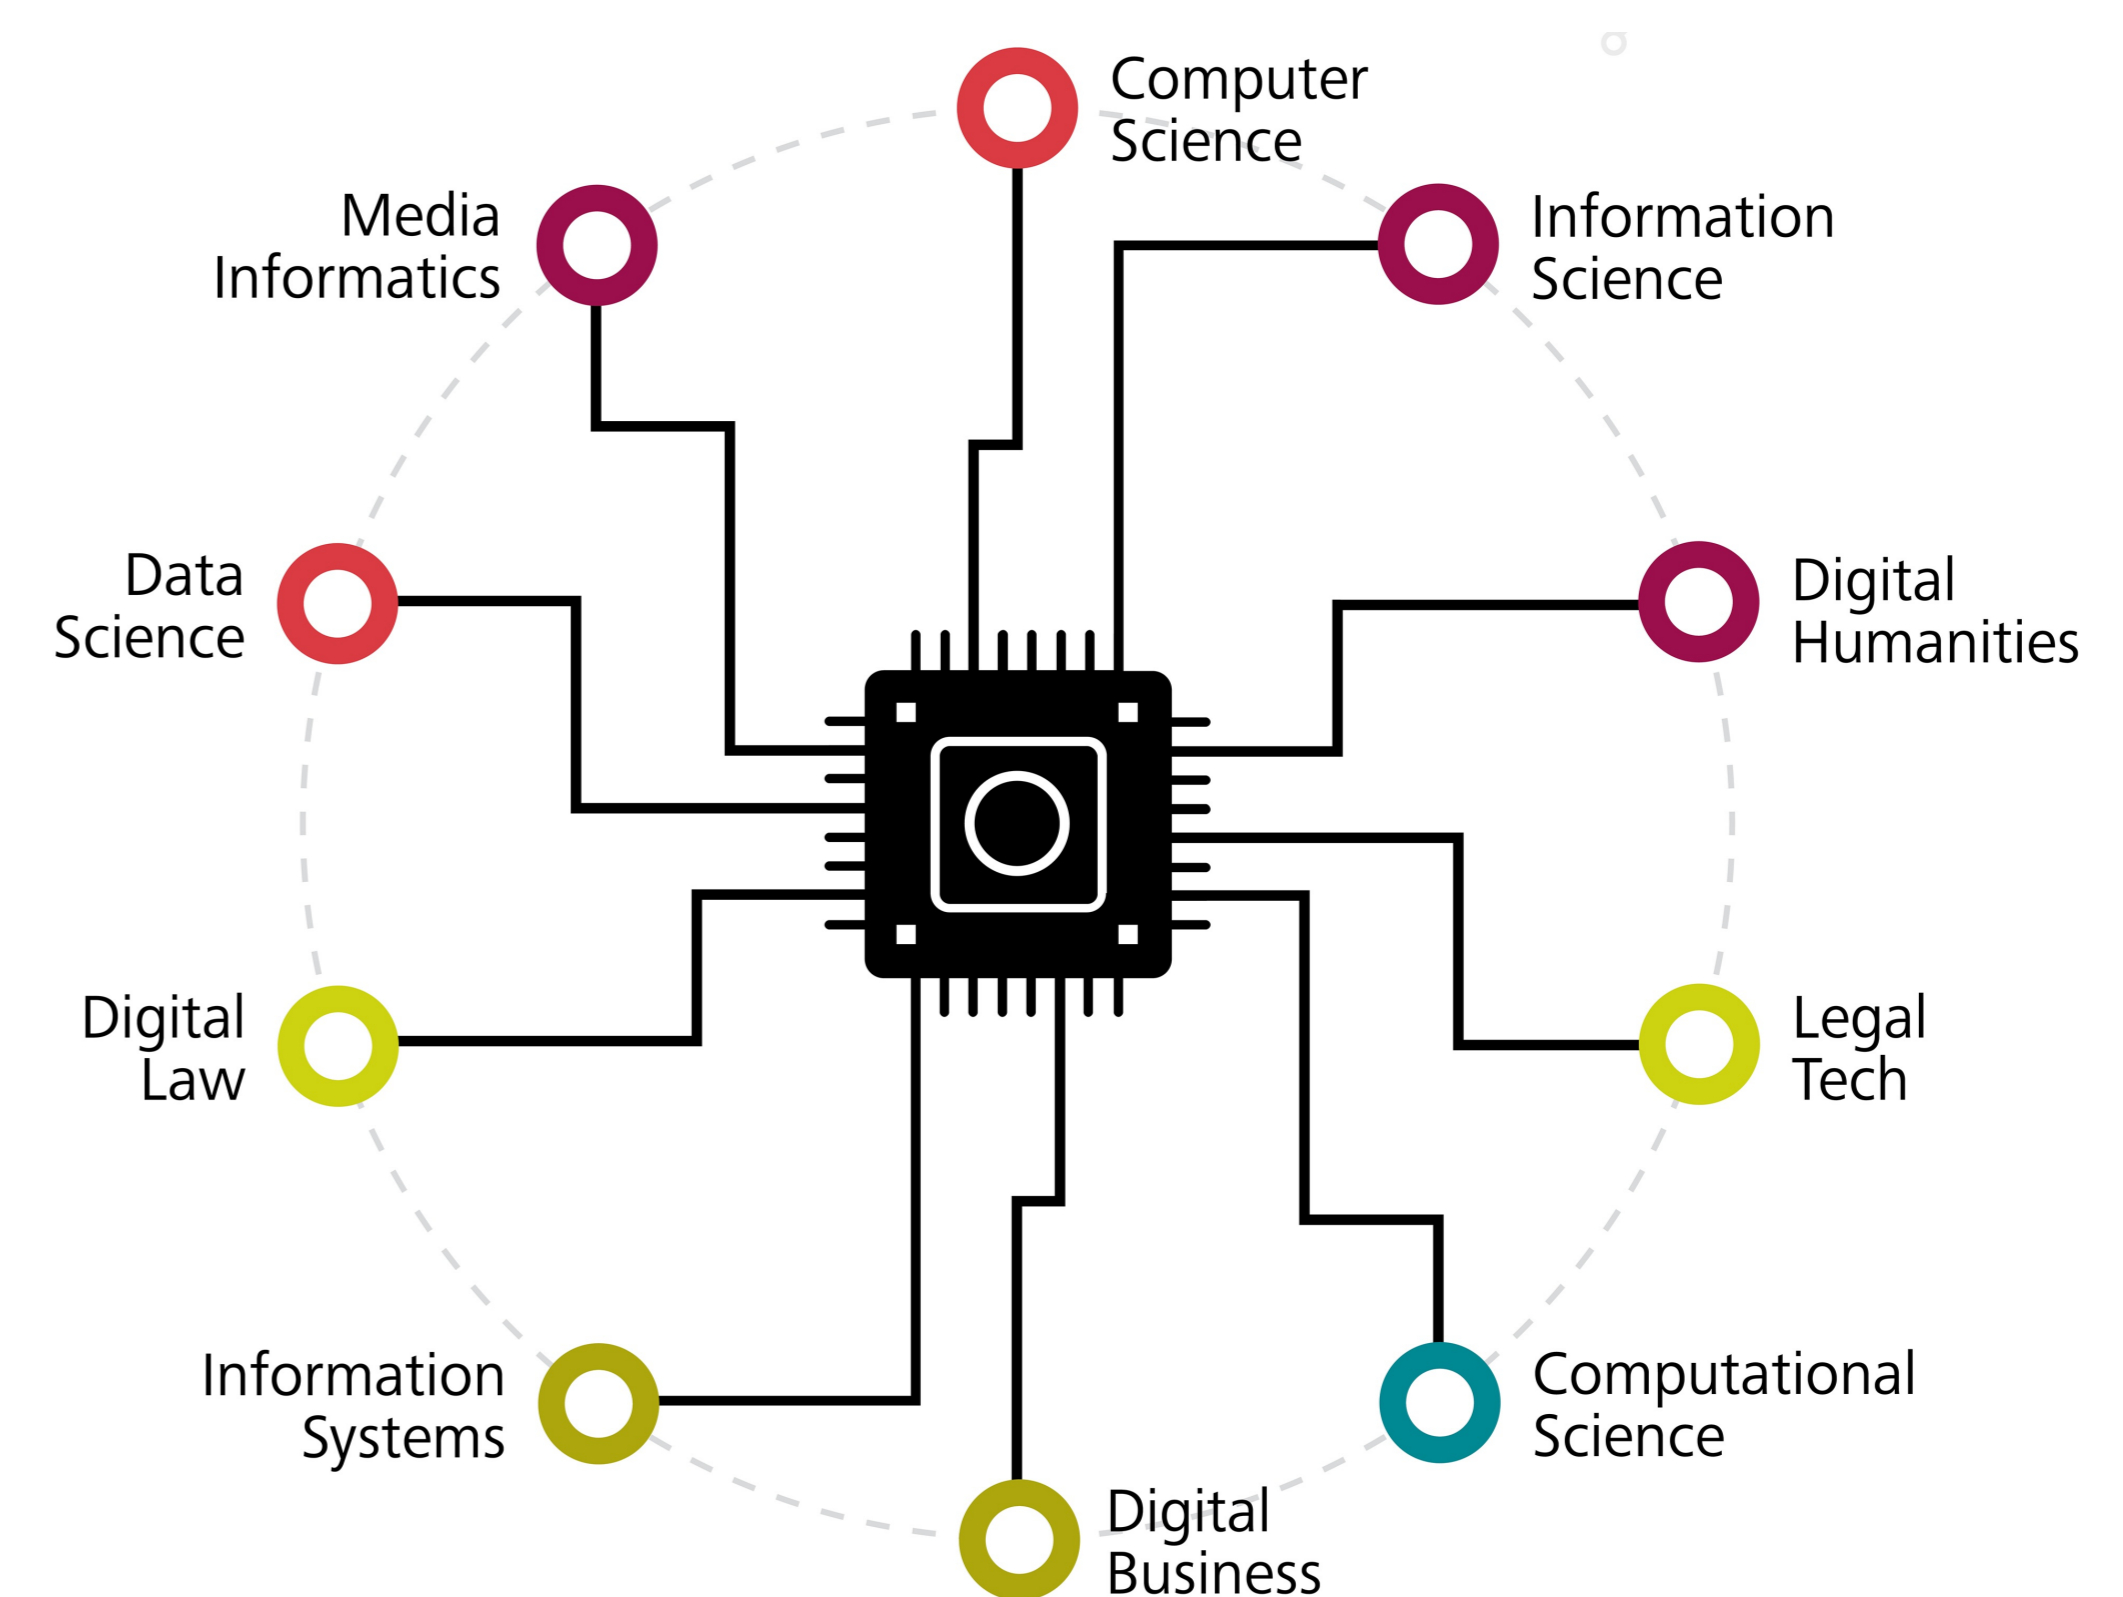 Computer
Science
Information
Science
Digital
Humanities
Legal
Tech
Computational
Science
Digital
Business
Information
Systems
Digital
Law
Data
Science
Media
Informatics